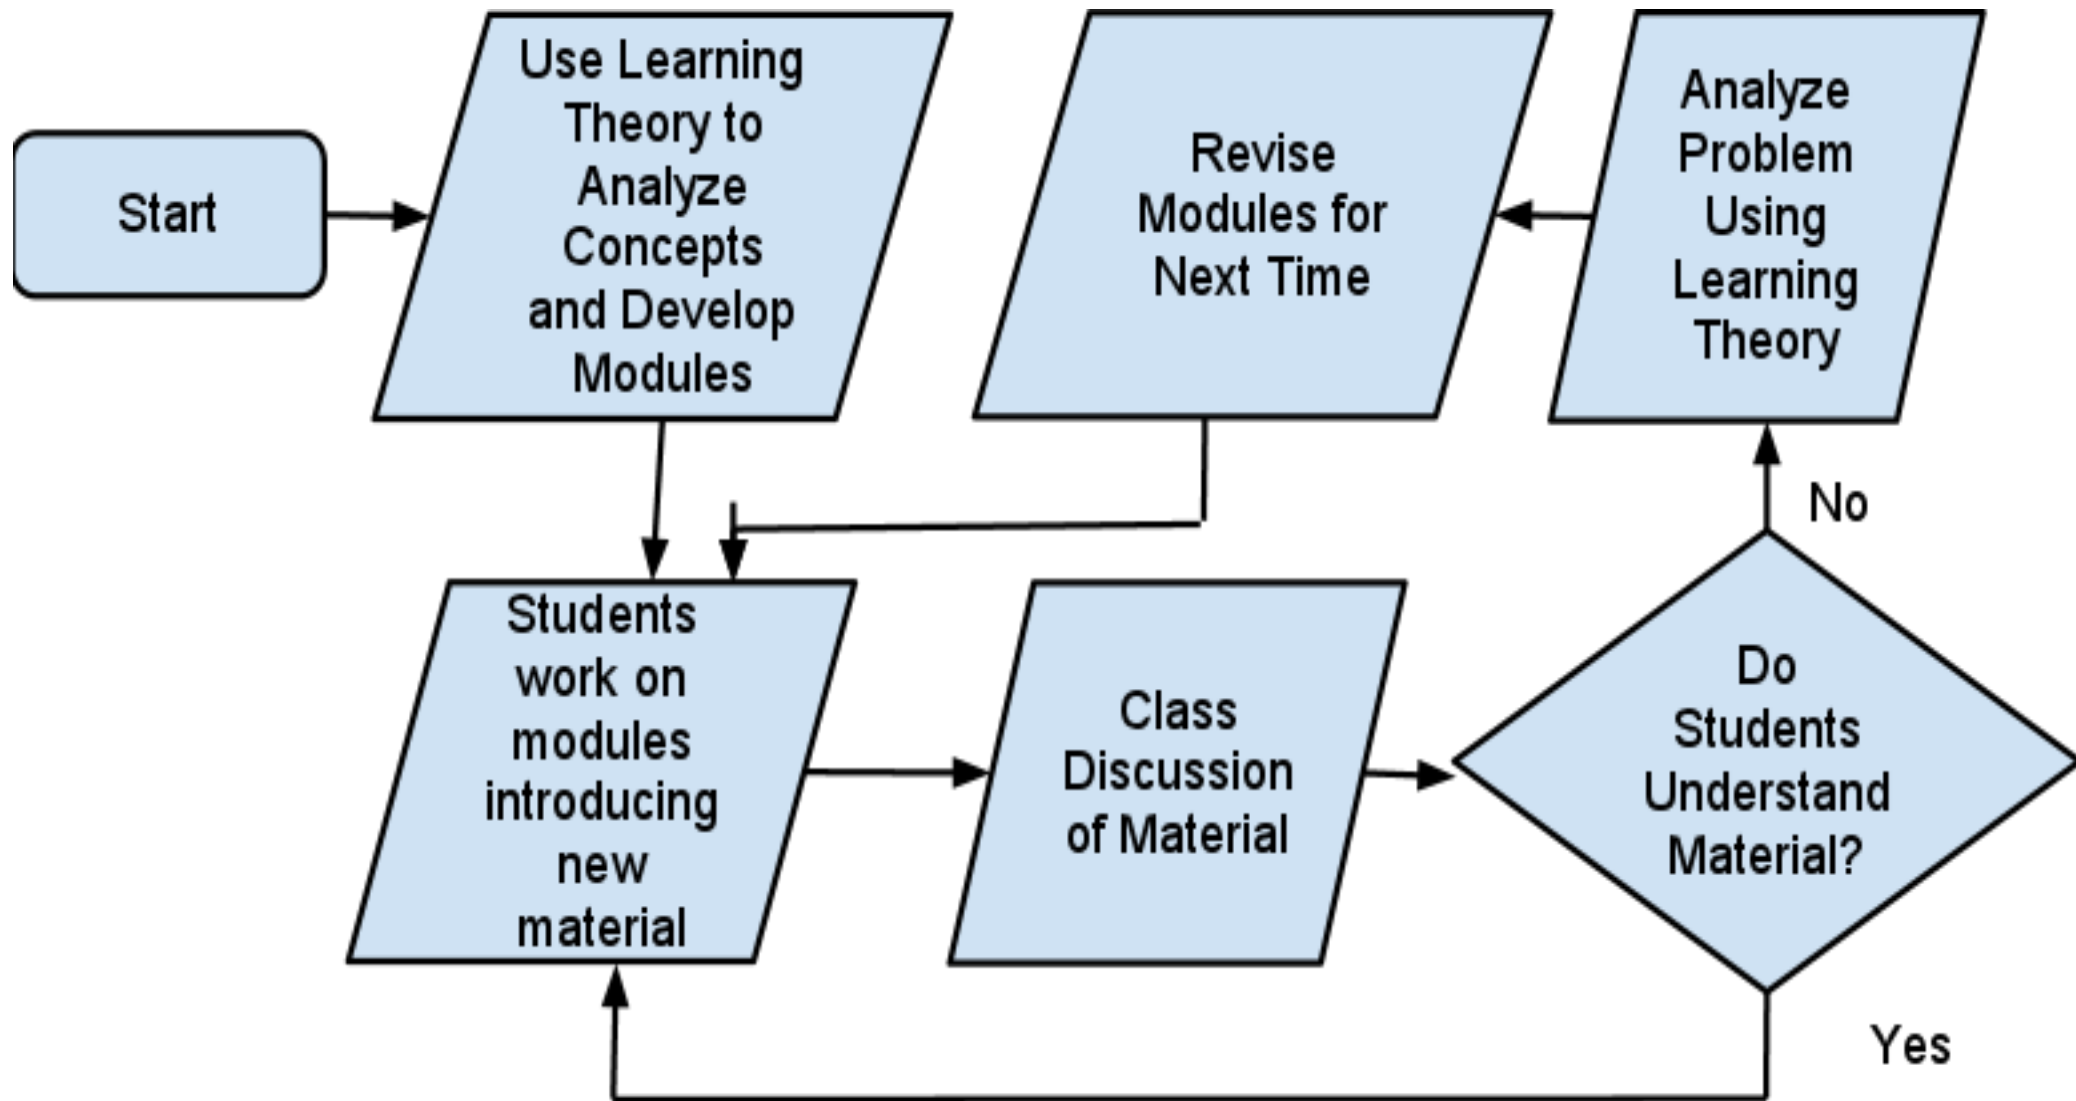 Start
Use Learning
Theory to
Analyze
Concepts
and Develop
Modules
Revise
Modules for
Next Time
Analyze
Problem
Using
Learning
Theory
No
Students
work on
modules
introducing
new
material
Class
Discussion
of Material
Do
Students
Understand
Material?
Yes